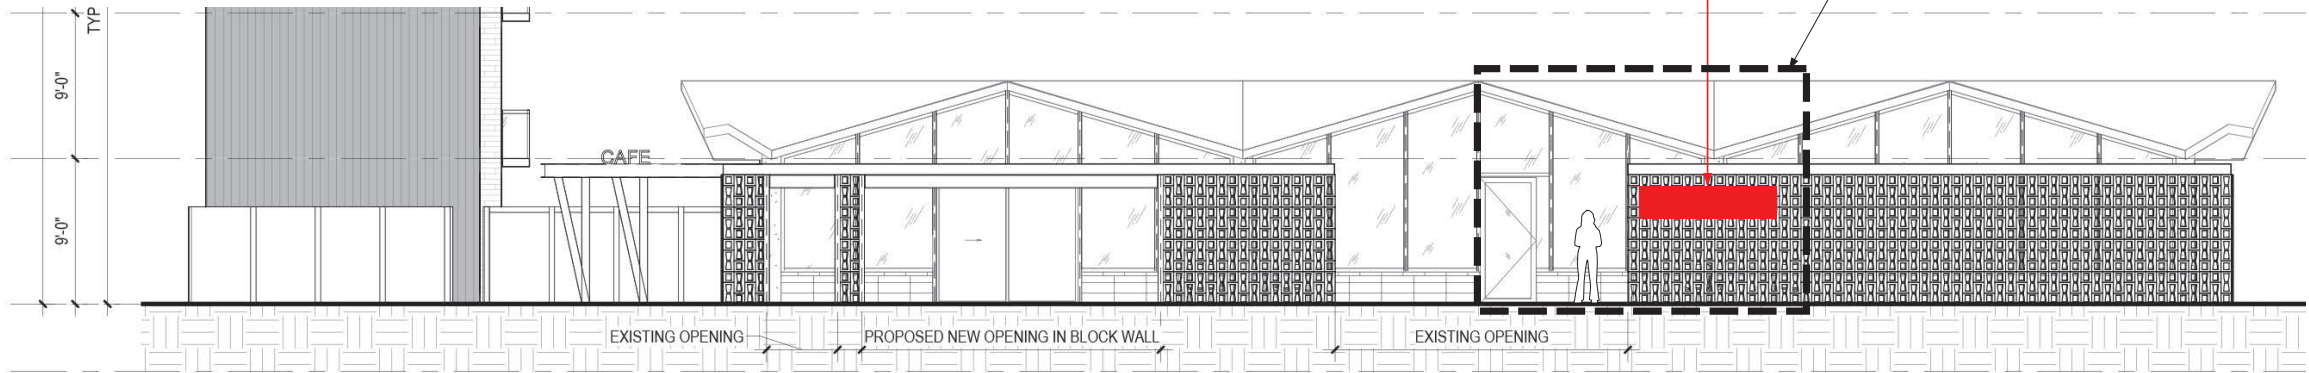 TYP
9'-0"
CAFE
9'-0"
EXISTING OPENING
PROPOSED NEW OPENING IN BLOCK WALL
EXISTING OPENING